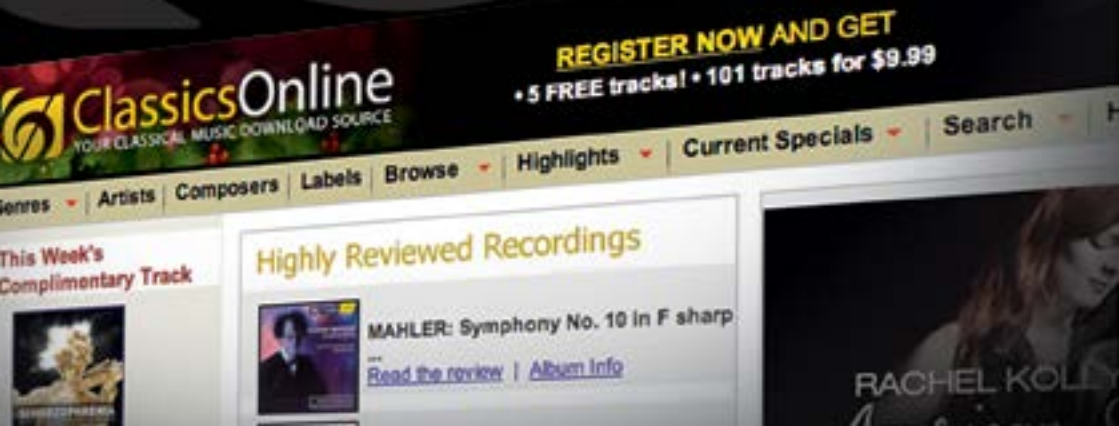 REGISTER NOW AND GET
• 5 FREE tracks! • 101 tracks for $9.99
ClassicsOnline
YOUR CLASSICAL MUSIC DOWNLOAD SOURCE
Genres | Artists | Composers | Labels | Browse | Highlights | Current Specials | Search | H
This Week's
Complimentary Track
Highly Reviewed Recordings
MAHLER: Symphony No. 10 in F sharp
...
Read the review | Album Info
RACHEL KOLLY